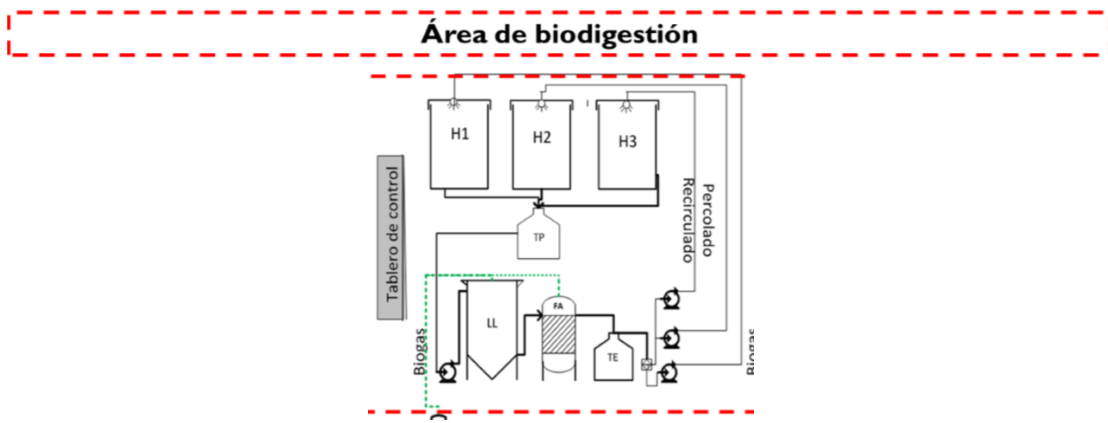 Área de biodigestión
H1
H2
H3
Tablero de control
Percolado
Recirculado
TP
FA
LL
TE
Biogas
Biogas